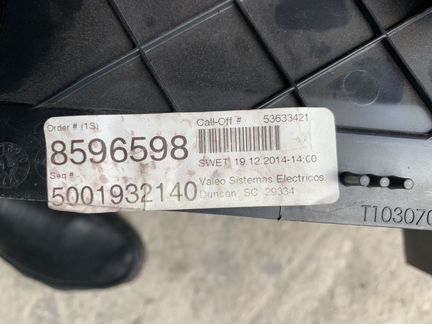 Order # (1S)
Call-Off # 53633421
8596598
SWET 19.12.2014-14:00
Seq #
5001932140
Valeo Sistemas Electricos
Duncan, SC 29334
T103070